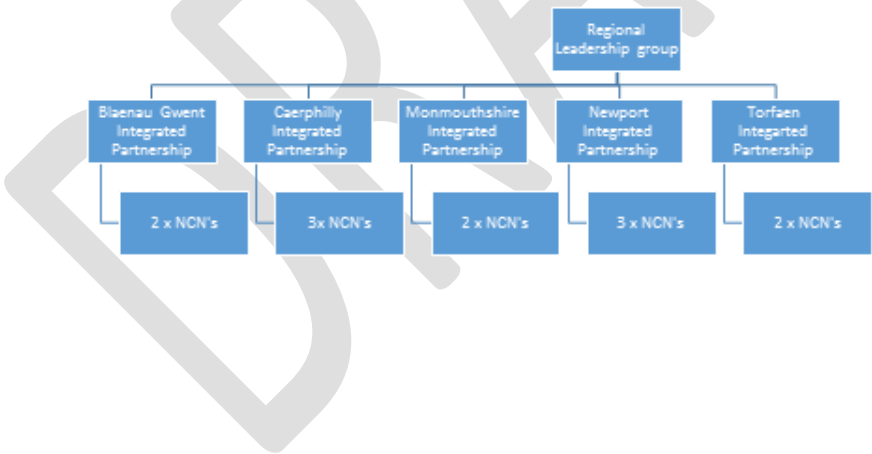 Regional
Leadership group
Blaenau Gwent
Integrated
Partnership
Caerphilly
Integrated
Partnership
Monmouthshire
Integrated
Partnership
Newport
Integrated
Partnership
Torfaen
Integarted
Partnership
2 x NCN's
3x NCN's
2 x NCN's
3 x NCN's
2 x NCN's